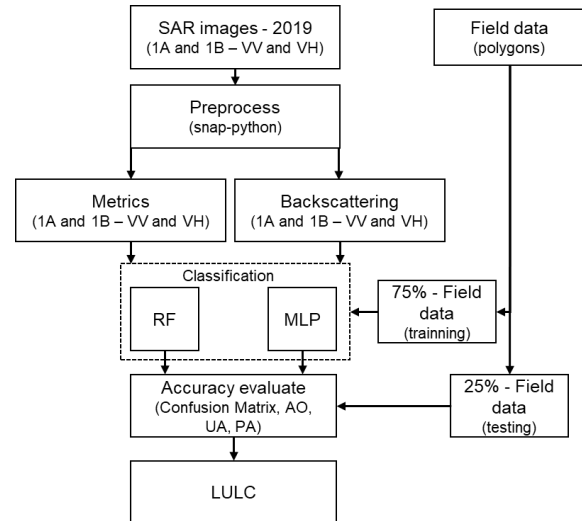 SAR images - 2019
(1A and 1B – VV and VH)
Field data
(polygons)
Preprocess
(snap-python)
Metrics
(1A and 1B – VV and VH)
Backscattering
(1A and 1B – VV and VH)
Classification
RF
MLP
75% - Field
data
(trainning)
Accuracy evaluate
(Confusion Matrix, AO,
UA, PA)
25% - Field
data
(testing)
LULC